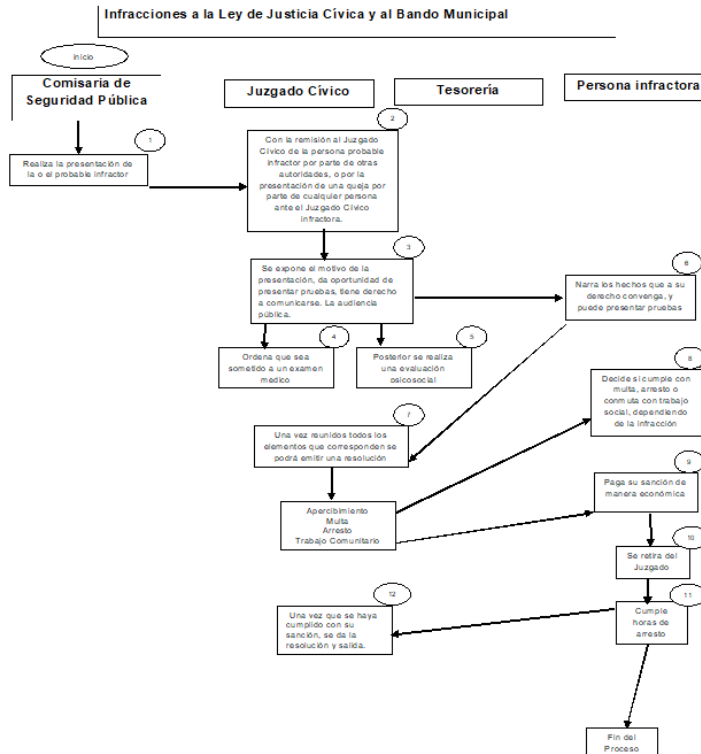 Infracciones a la Ley de Justicia Cívica y al Bando Municipal
Inicio
Comisaria de
Seguridad Pública
Juzgado Cívico
Tesorería
Persona infractora
1
Realiza la presentación de
la o el probable infractor
2
Con la remisión al Juzgado
Cívico de la persona probable
infractor por parte de otras
autoridades, o por la
presentación de una queja por
parte de cualquier persona
ante el Juzgado Cívico
Infractora.
3
Se expone el motivo de la
presentación, da oportunidad de
presentar pruebas, tiene derecho
a comunicarse. La audiencia
pública.
6
Narra los hechos que a su
derecho convenga, y
puede presentar pruebas
4
Ordena que sea
sometido a un examen
medico
5
Posterior se realiza
una evaluación
psicosocial
8
Decide si cumple con
multa, arresto o
conmuta con trabajo
social, dependiendo
de la infracción
7
Una vez reunidos todos los
elementos que corresponden se
podrá emitir una resolución
9
Paga su sanción de
manera económica
Apercibimiento
Multa
Arresto
Trabajo Comunitario
10
Se retira del
Juzgado
11
Cumple
horas de
arresto
12
Una vez que se haya
cumplido con su
sanción, se da la
resolución y salida.
Fin del
Proceso